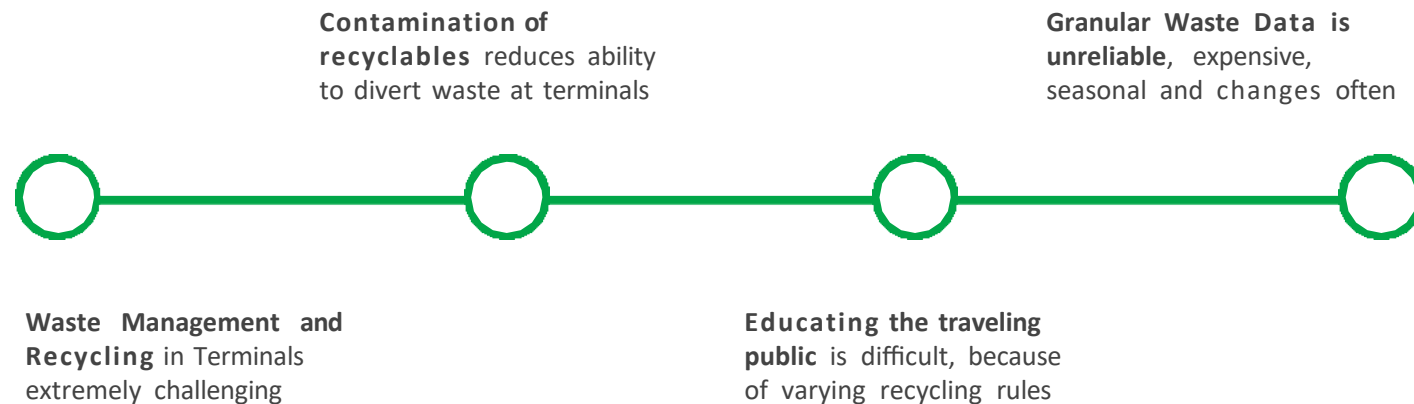 Contamination of
recyclables reduces ability
to divert waste at terminals
Granular Waste Data is
unreliable, expensive,
seasonal and changes often
Waste Management and
Recycling in Terminals
extremely challenging
Educating the traveling
public is difficult, because
of varying recycling rules